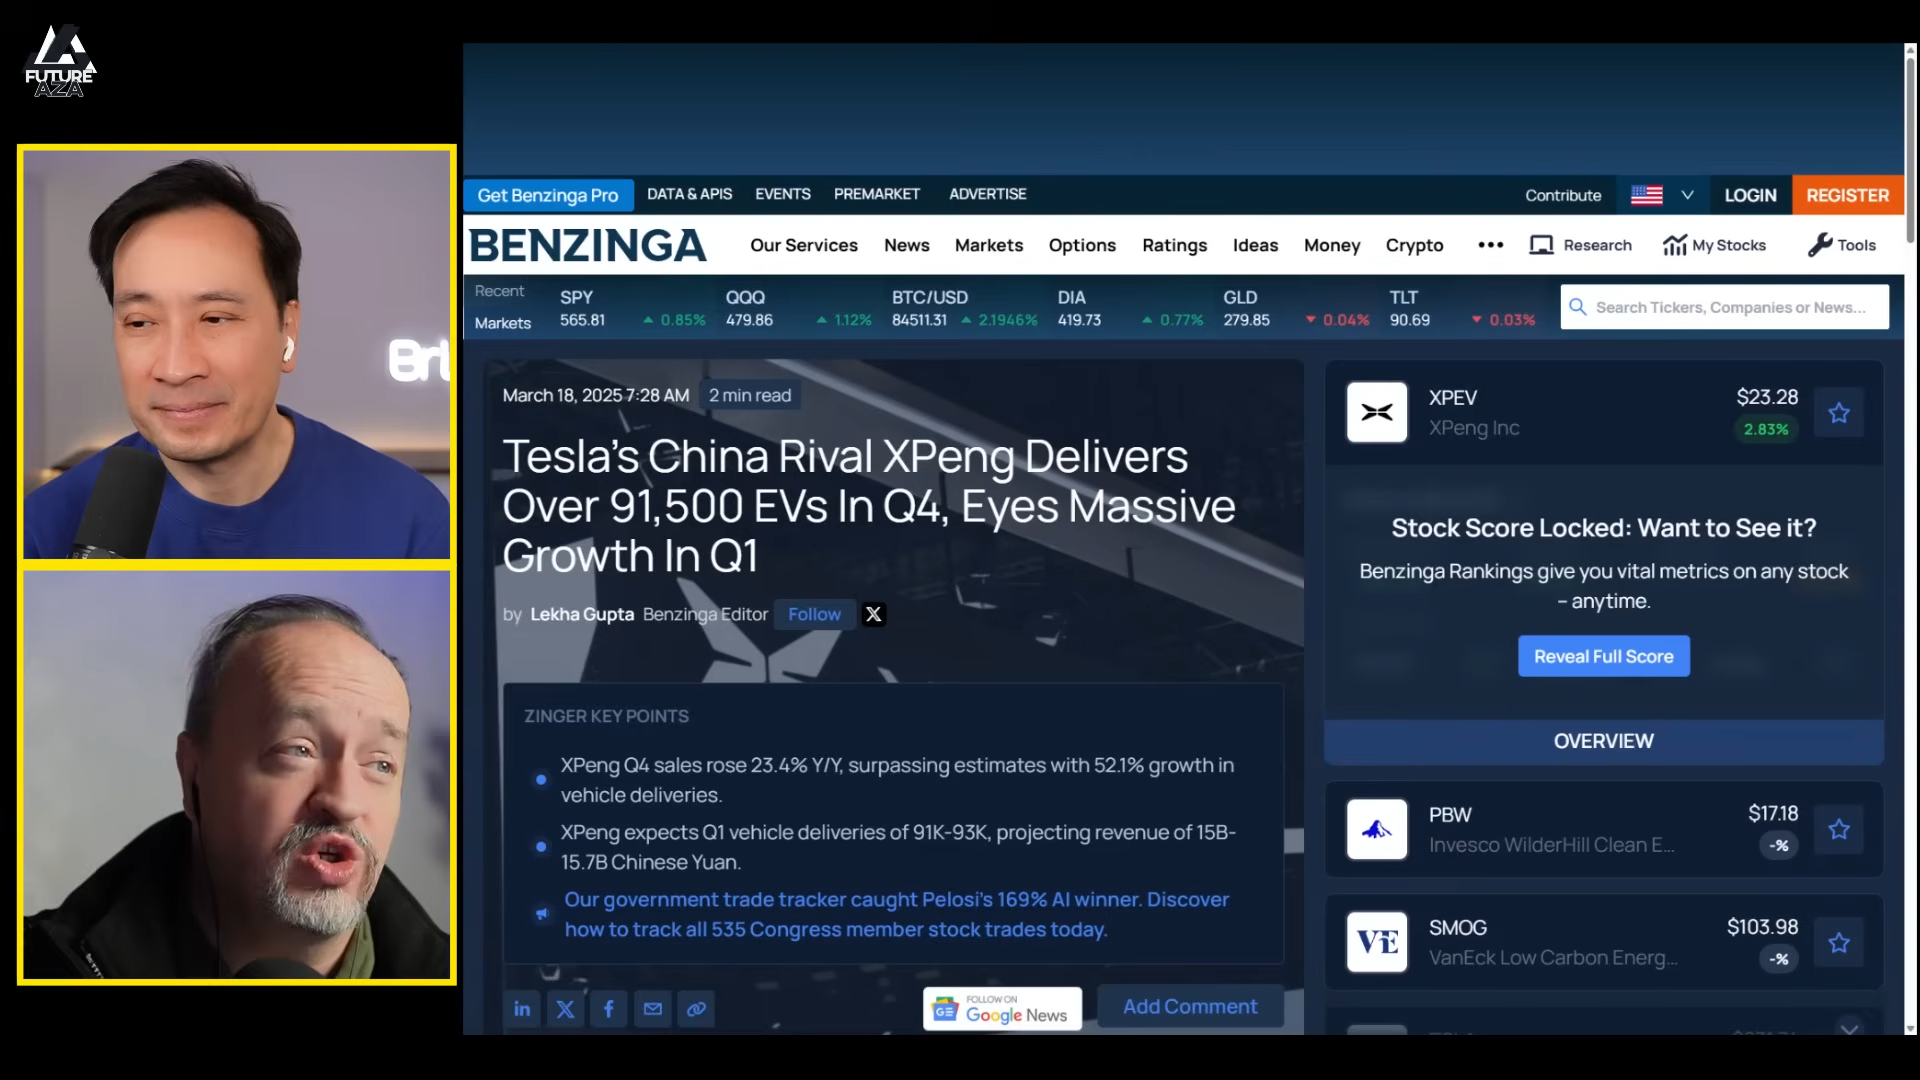 FUTURE
AZA
Get Benzinga Pro DATA & APIS EVENTS PREMARKET ADVERTISE Contribute LOGIN REGISTER
BENZINGA Our Services News Markets Options Ratings Ideas Money Crypto ••• Research My Stocks Tools
Recent
Markets
SPY
565.81 0.85%
QQQ
479.86 1.12%
BTC/USD
84511.31 2.1946%
DIA
419.73 0.77%
GLD
279.85 0.04%
TLT
90.69 0.03%
Search Tickers, Companies or News...
March 18, 2025 7:28 AM 2 min read
Tesla's China Rival XPeng Delivers
Over 91,500 EVs In Q4, Eyes Massive
Growth In Q1
by Lekha Gupta Benzinga Editor Follow X
ZINGER KEY POINTS
XPeng Q4 sales rose 23.4% Y/Y, surpassing estimates with 52.1% growth in
vehicle deliveries.
XPeng expects Q1 vehicle deliveries of 91K-93K, projecting revenue of 15B-
15.7B Chinese Yuan.
Our government trade tracker caught Pelosi's 169% AI winner. Discover
how to track all 535 Congress member stock trades today.
in X f
GE
FOLLOW ON
Google News
Add Comment
XPEV $23.28
XPeng Inc 2.83%
Stock Score Locked: Want to See it?
Benzinga Rankings give you vital metrics on any stock
– anytime.
Reveal Full Score
OVERVIEW
PBW $17.18
Invesco WilderHill Clean E... -%
VE
SMOG $103.98
VanEck Low Carbon Energ... -%